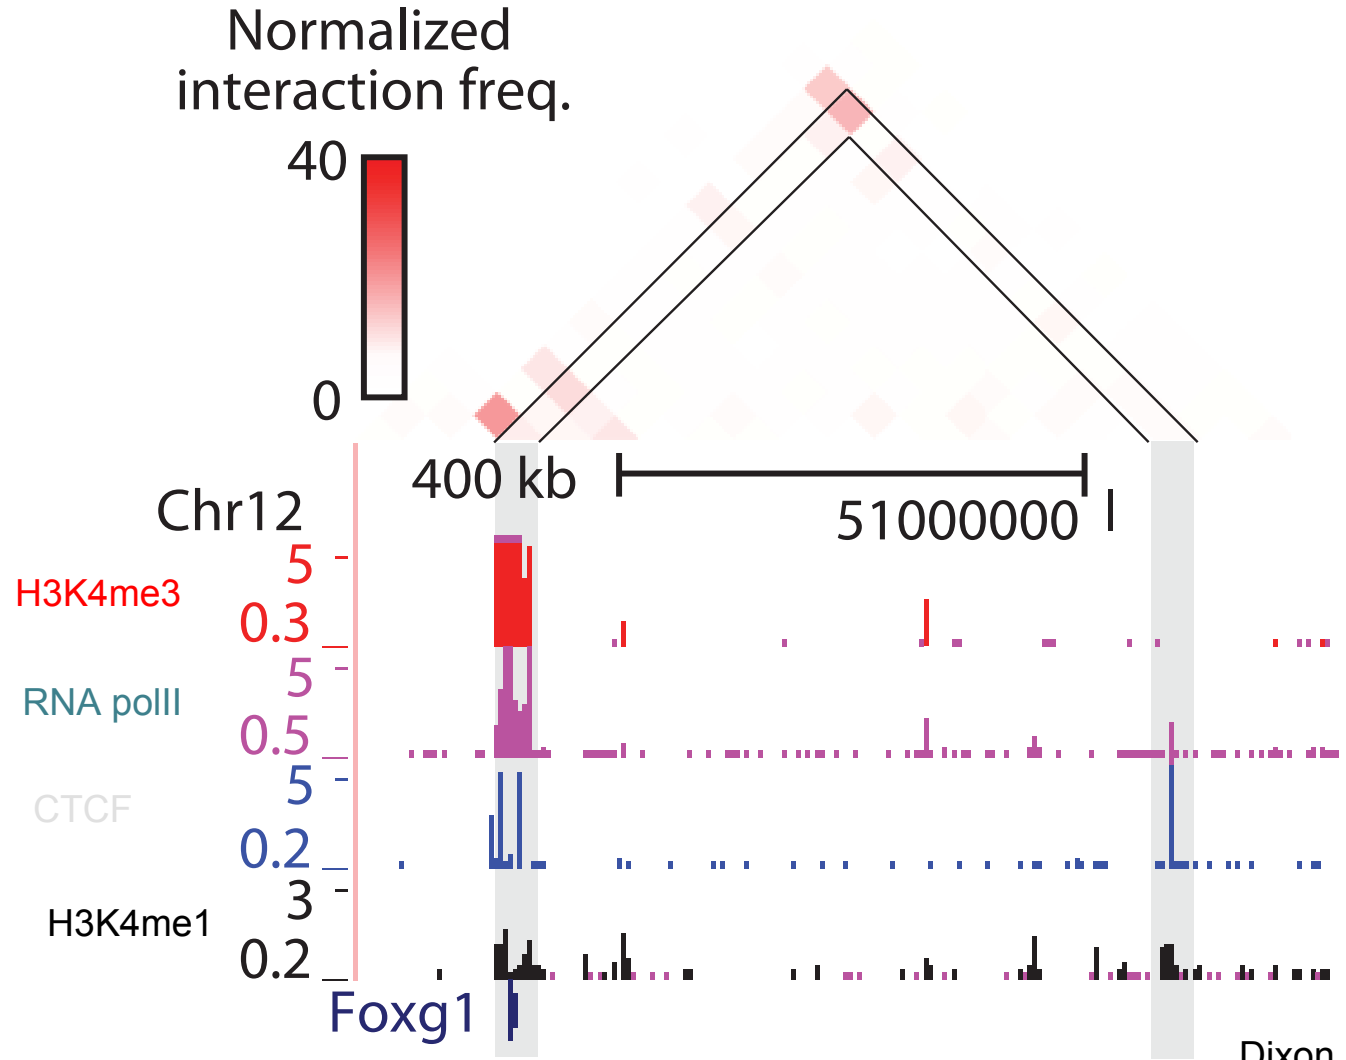 Normalized
interaction freq.
40
0
400 kb
51000000
Chr12
5
H3K4me3
0.3
5
RNA polII
0.5
5
CTCF
0.2
3
H3K4me1
0.2
Foxg1
Dixon